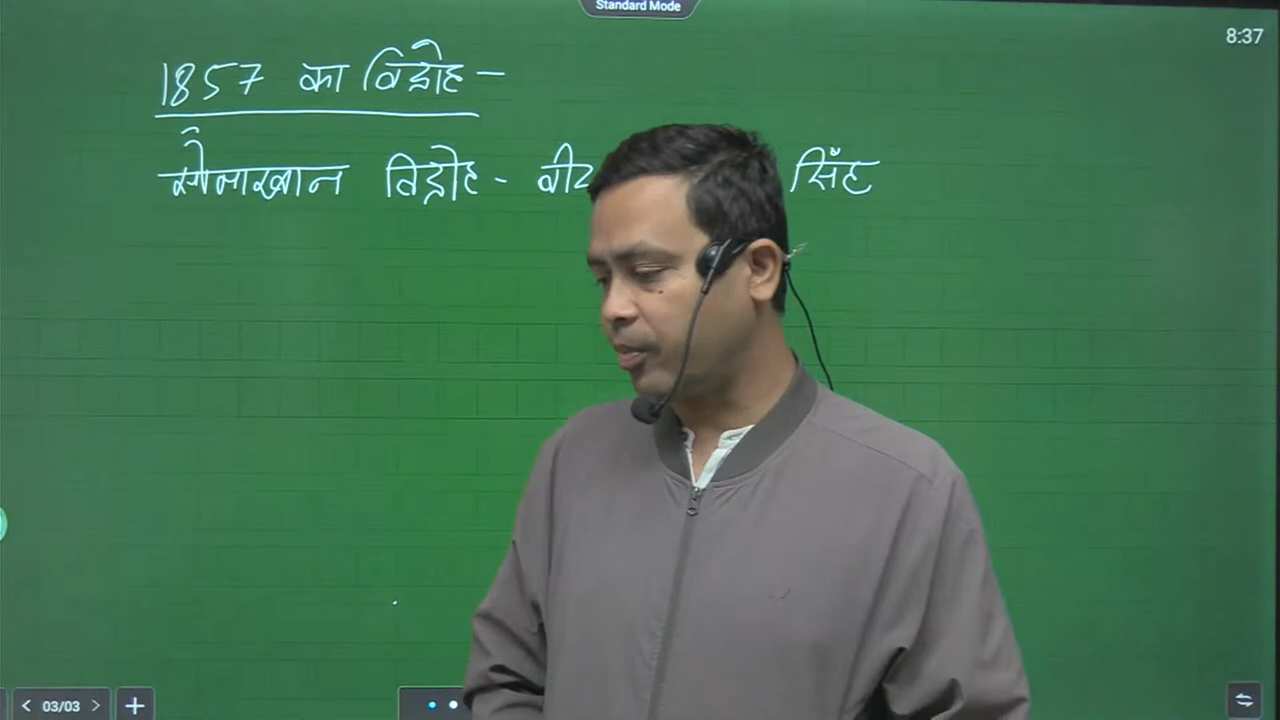 Standard Mode
8:37
1857 का विद्रोह -
सोनाखान विद्रोह - वीर सिंह
03/03